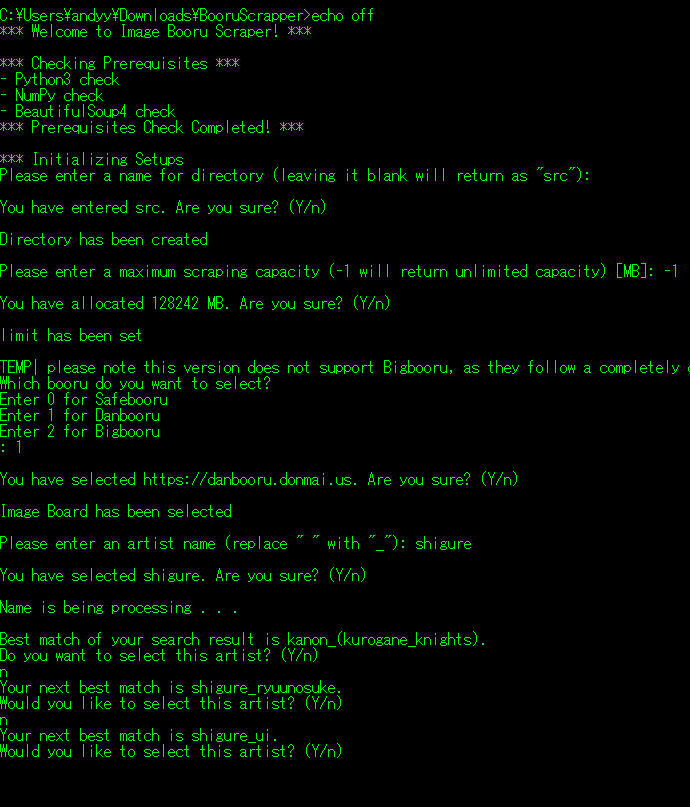 C:¥Users¥andyy¥Downloads¥BooruScrapper>echo off
*** Welcome to Image Booru Scraper! ***
*** Checking Prerequisites ***
- Python3 check
- NumPy check
- BeautifulSoup4 check
*** Prerequisites Check Completed! ***
*** Initializing Setups
Please enter a name for directory (leaving it blank will return as "src"):
You have entered src. Are you sure? (Y/n)
Directory has been created
Please enter a maximum scraping capacity (-1 will return unlimited capacity) [MB]: -1
You have allocated 128242 MB. Are you sure? (Y/n)
limit has been set
TEMP| please note this version does not support Bigbooru, as they follow a completely
Which booru do you want to select?
Enter 0 for Safebooru
Enter 1 for Danbooru
Enter 2 for Bigbooru
: 1
You have selected https://danbooru.donmai.us. Are you sure? (Y/n)
Image Board has been selected
Please enter an artist name (replace " " with "_"): shigure
You have selected shigure. Are you sure? (Y/n)
Name is being processing . . .
Best match of your search result is kanon_(kurogane_knights).
Do you want to select this artist? (Y/n)
n
Your next best match is shigure_ryuunosuke.
Would you like to select this artist? (Y/n)
n
Your next best match is shigure_ui.
Would you like to select this artist? (Y/n)